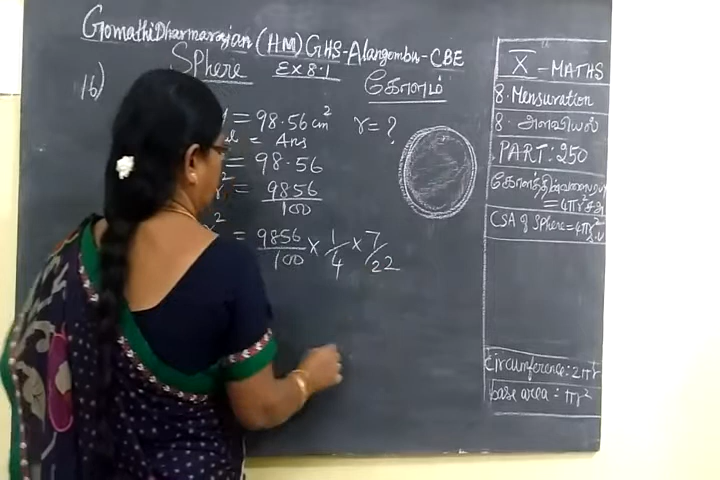 GomathiDharmarajan (HM) GHS-Alangombu-CBE
Sphere Ex 8.1 கோளம்
16)
= 98.56 cm² r = ?
= Ans
= 98.56
= 9856/100
= 9856/100 × 1/4 × 7/22
X - MATHS
8. Mensuration
8. அளவியல்
PART: 250
= 4πr² ச.அ
CSA of Sphere = 4πr²
circumference: 2πr
base area = πr²